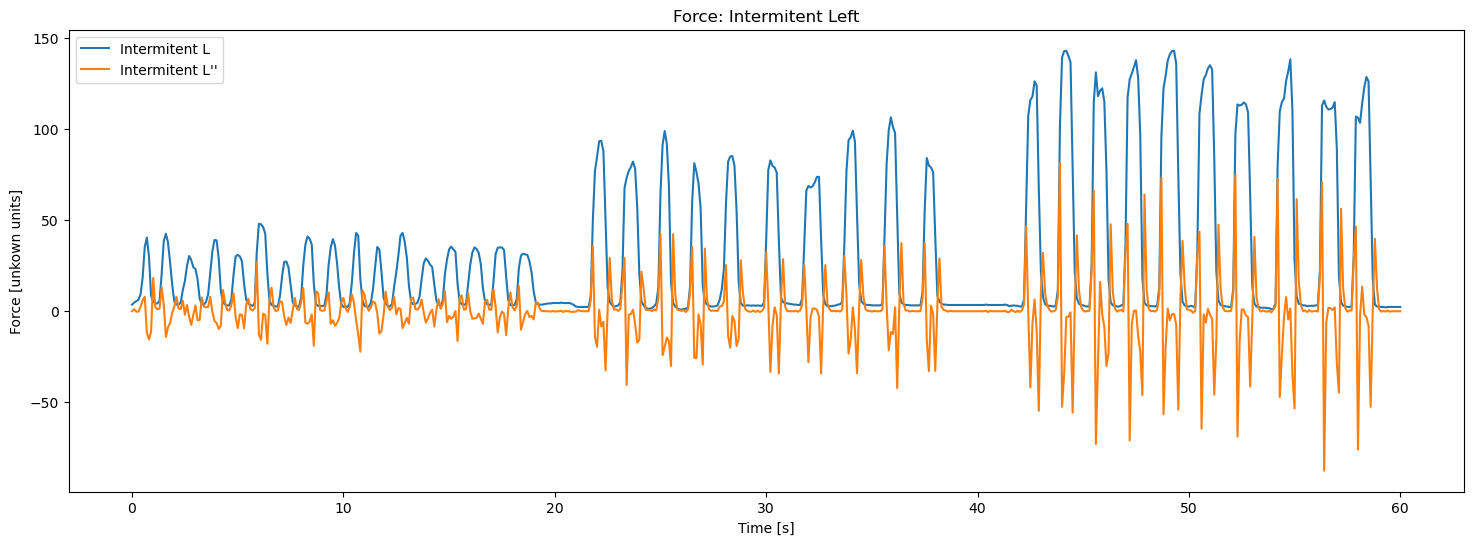 Force: Intermitent Left
Intermitent L
Intermitent L''
Force [unkown units]
150
100
50
0
−50
0 10 20 30 40 50 60
Time [s]